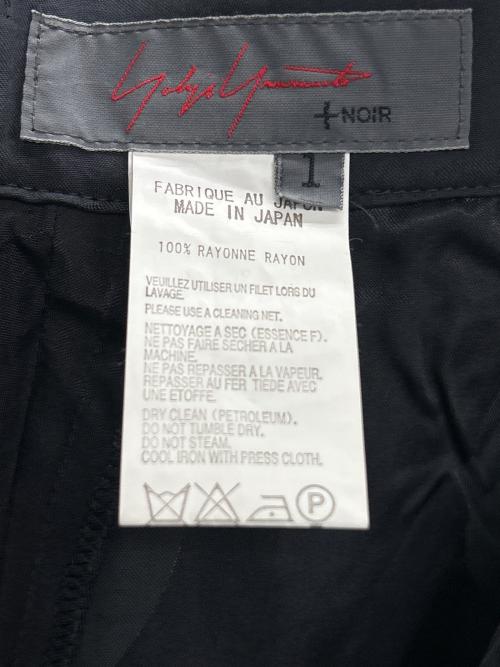 Yohji Yamamoto
+NOIR
1
FABRIQUE AU JAPON
MADE IN JAPAN
100% RAYONNE RAYON
VEUILLEZ UTILISER UN FILET LORS DU
LAVAGE.
PLEASE USE A CLEANING NET.
NETTOYAGE A SEC (ESSENCE F).
NE PAS FAIRE SECHER A LA
MACHINE.
NE PAS REPASSER A LA VAPEUR.
REPASSER AU FER TIEDE AVEC
UNE ETOFFE.
DRY CLEAN (PETROLEUM).
DO NOT TUMBLE DRY.
DO NOT STEAM.
COOL IRON WITH PRESS CLOTH.
P